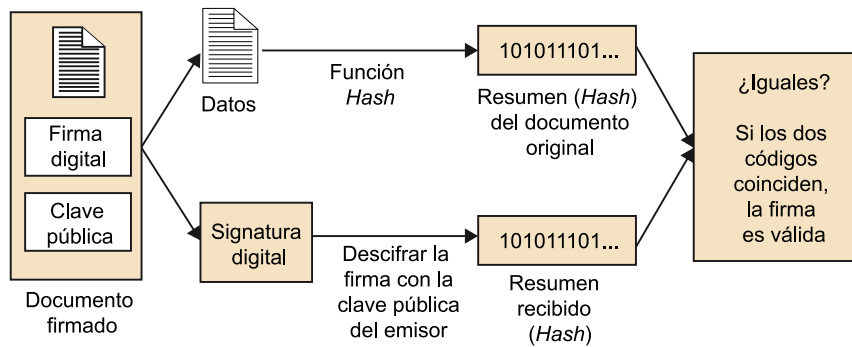 Firma
digital
Clave
pública
Documento
firmado
Datos
Función
Hash
101011101...
Resumen (Hash)
del documento
original
Signatura
digital
Descifrar la
firma con la
clave pública
del emisor
101011101...
Resumen
recibido
(Hash)
¿Iguales?
Si los dos
códigos
coinciden,
la firma
es válida